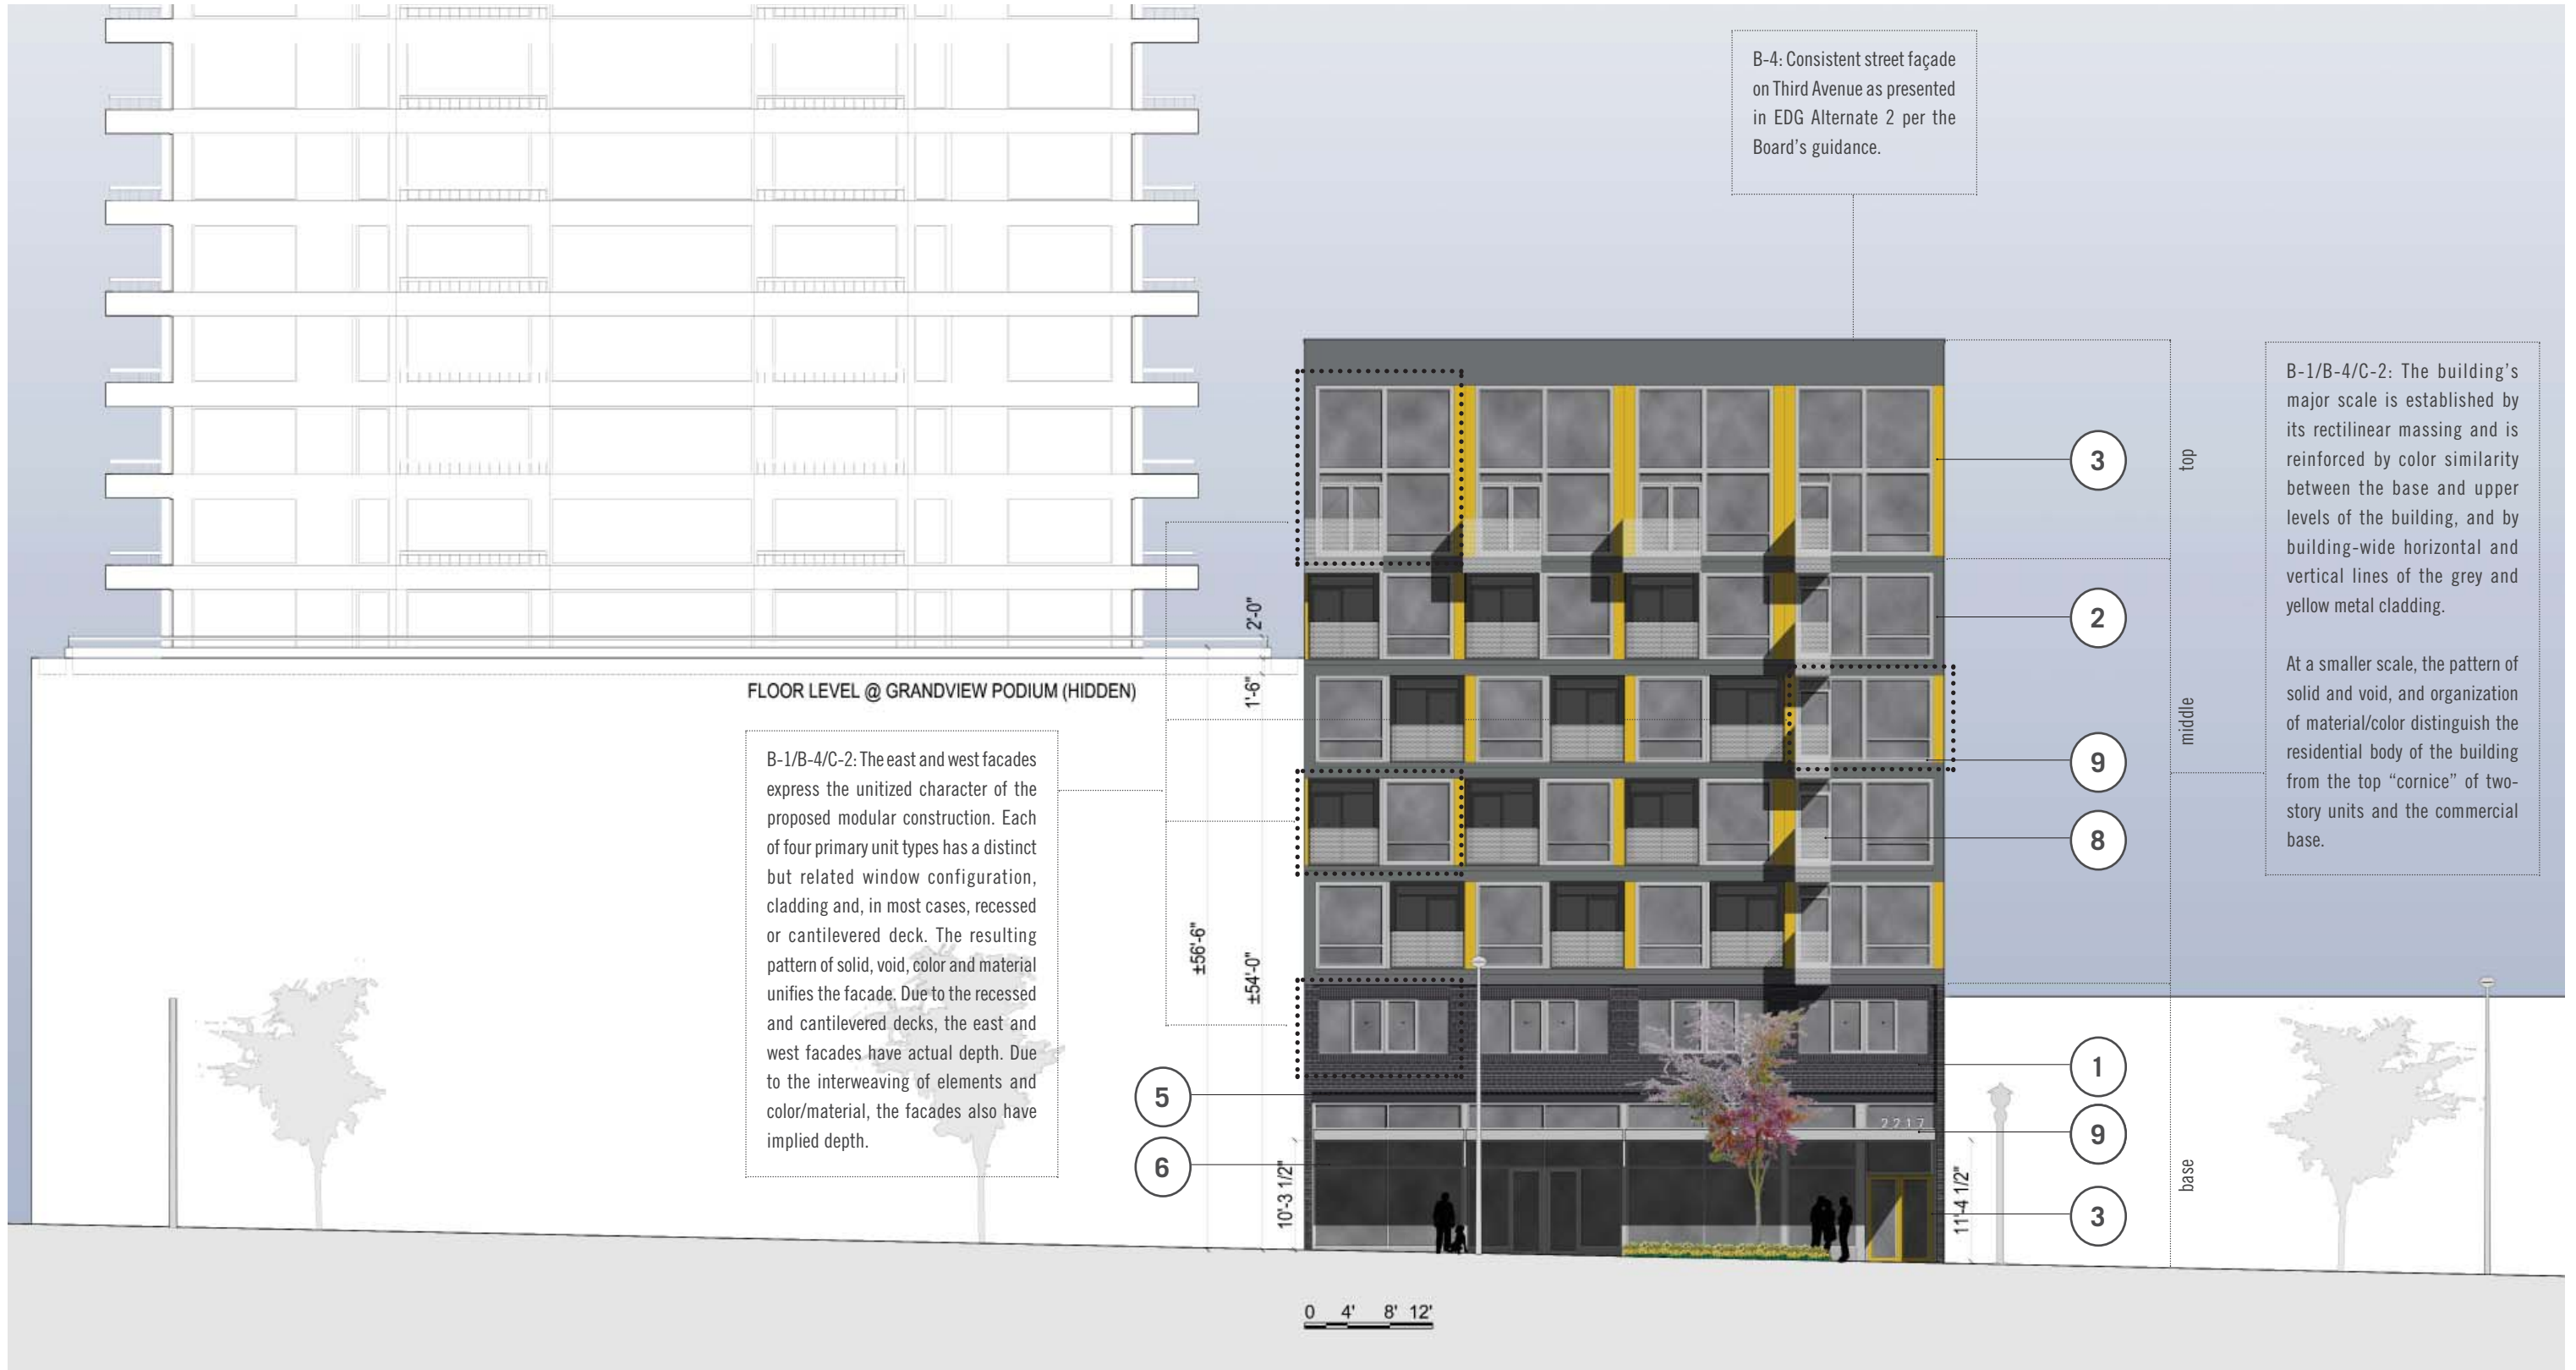 B-4: Consistent street façade
on Third Avenue as presented
in EDG Alternate 2 per the
Board's guidance.
B-1/B-4/C-2: The building's
major scale is established by
its rectilinear massing and is
reinforced by color similarity
between the base and upper
levels of the building, and by
building-wide horizontal and
vertical lines of the grey and
yellow metal cladding.
At a smaller scale, the pattern of
solid and void, and organization
of material/color distinguish the
residential body of the building
from the top “cornice” of two-
story units and the commercial
base.
3
top
2
middle
9
8
1
9
base
3
2'-0"
1'-6"
FLOOR LEVEL @ GRANDVIEW PODIUM (HIDDEN)
B-1/B-4/C-2: The east and west facades
express the unitized character of the
proposed modular construction. Each
of four primary unit types has a distinct
but related window configuration,
cladding and, in most cases, recessed
or cantilevered deck. The resulting
pattern of solid, void, color and material
unifies the facade. Due to the recessed
and cantilevered decks, the east and
west facades have actual depth. Due
to the interweaving of elements and
color/material, the facades also have
implied depth.
±56'-6"
±54'-0"
5
6
10'-3 1/2"
2217
11'-4 1/2"
0 4' 8' 12'